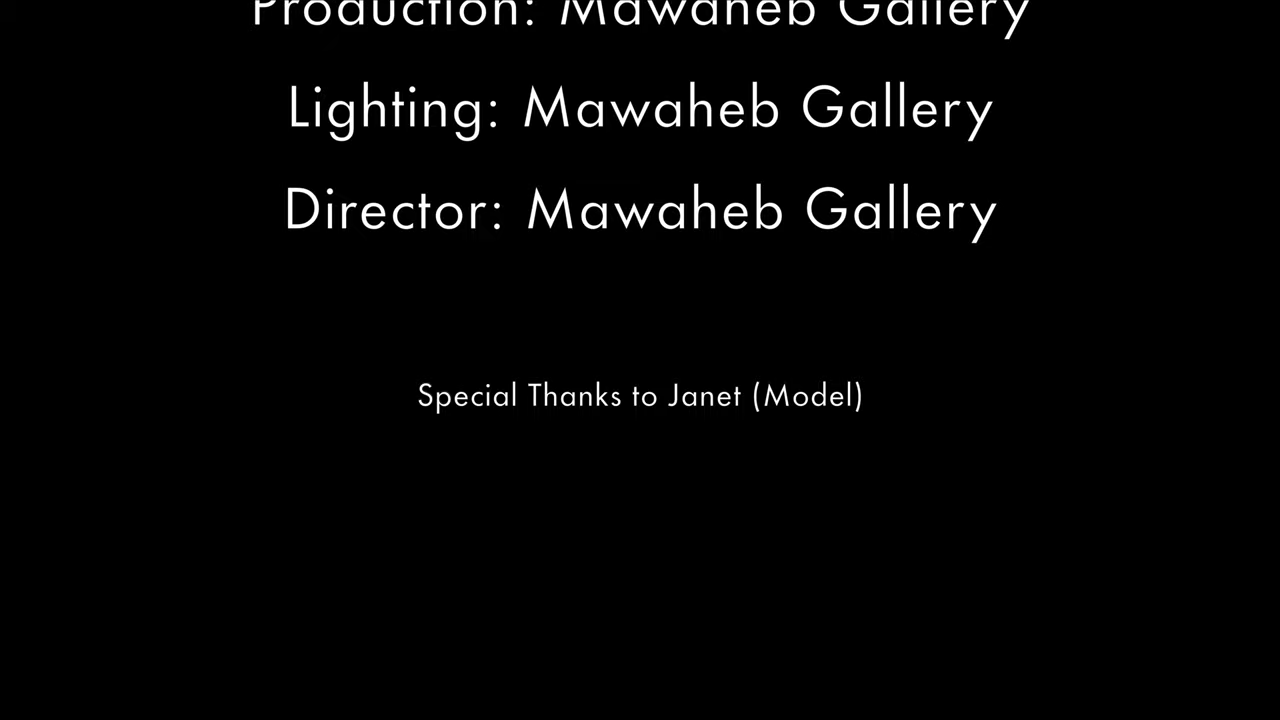 Production: Mawaheb Gallery
Lighting: Mawaheb Gallery
Director: Mawaheb Gallery
Special Thanks to Janet (Model)